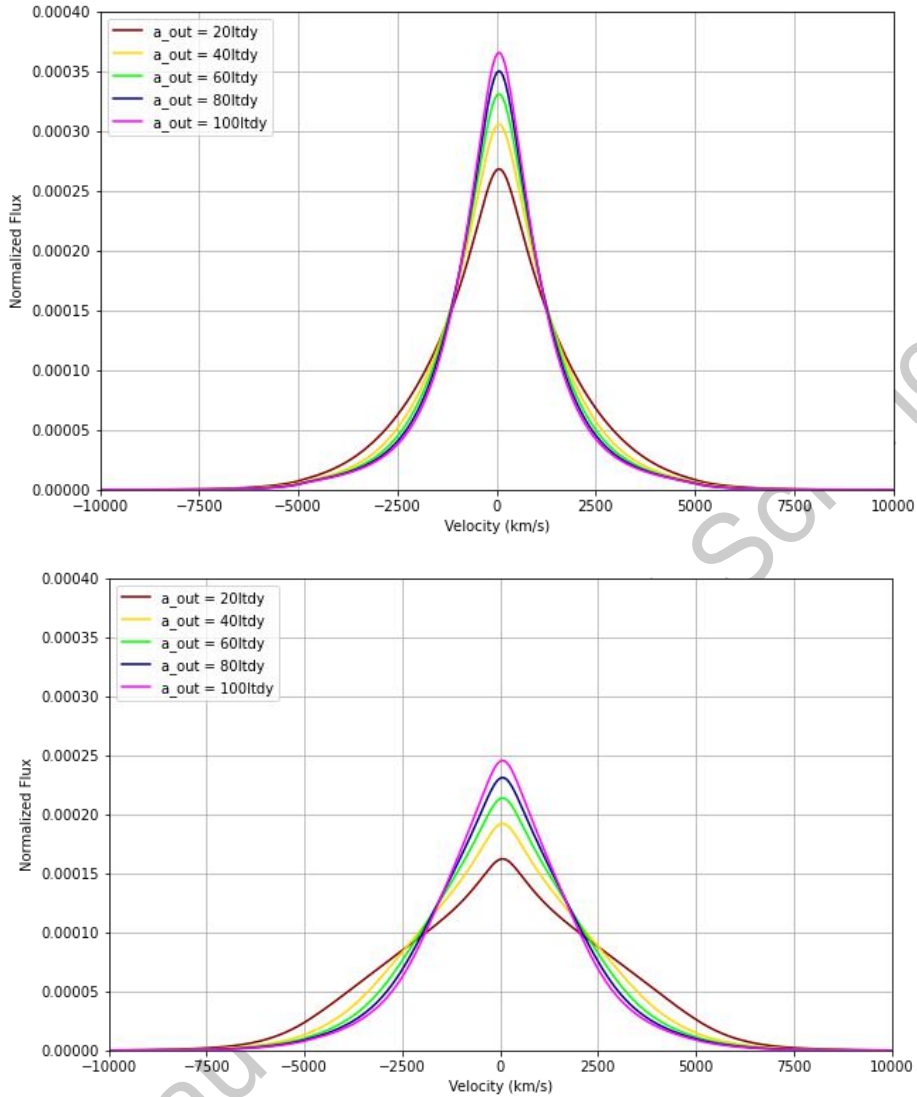 0.00040
0.00035
0.00030
0.00025
0.00020
0.00015
0.00010
0.00005
0.00000
Normalized Flux
a_out = 20ltdy
a_out = 40ltdy
a_out = 60ltdy
a_out = 80ltdy
a_out = 100ltdy
−10000 −7500 −5000 −2500 0 2500 5000 7500 10000
Velocity (km/s)
0.00040
0.00035
0.00030
0.00025
0.00020
0.00015
0.00010
0.00005
0.00000
Normalized Flux
a_out = 20ltdy
a_out = 40ltdy
a_out = 60ltdy
a_out = 80ltdy
a_out = 100ltdy
−10000 −7500 −5000 −2500 0 2500 5000 7500 10000
Velocity (km/s)